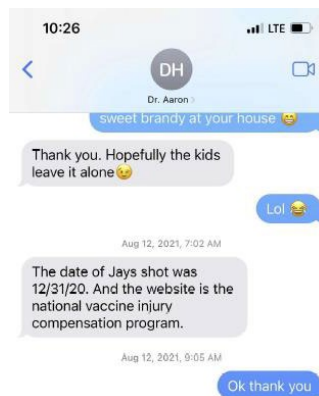 10:26 LTE
DH
Dr. Aaron
sweet brandy at your house 😁
Thank you. Hopefully the kids
leave it alone😉
Lol 😂
Aug 12, 2021, 7:02 AM
The date of Jays shot was
12/31/20. And the website is the
national vaccine injury
compensation program.
Aug 12, 2021, 9:05 AM
Ok thank you